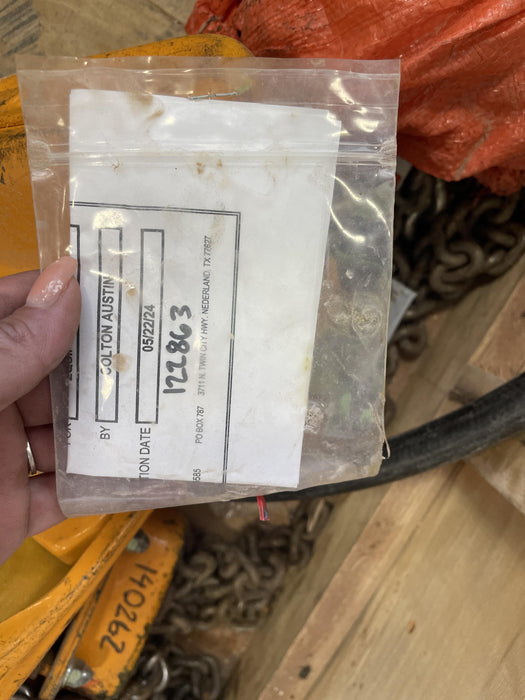 BY COLTON AUSTIN
TION DATE 05/22/24
122863
PO BOX 787 3711 N. TWIN CITY HWY. NEDERLAND, TX 77627
585
140262